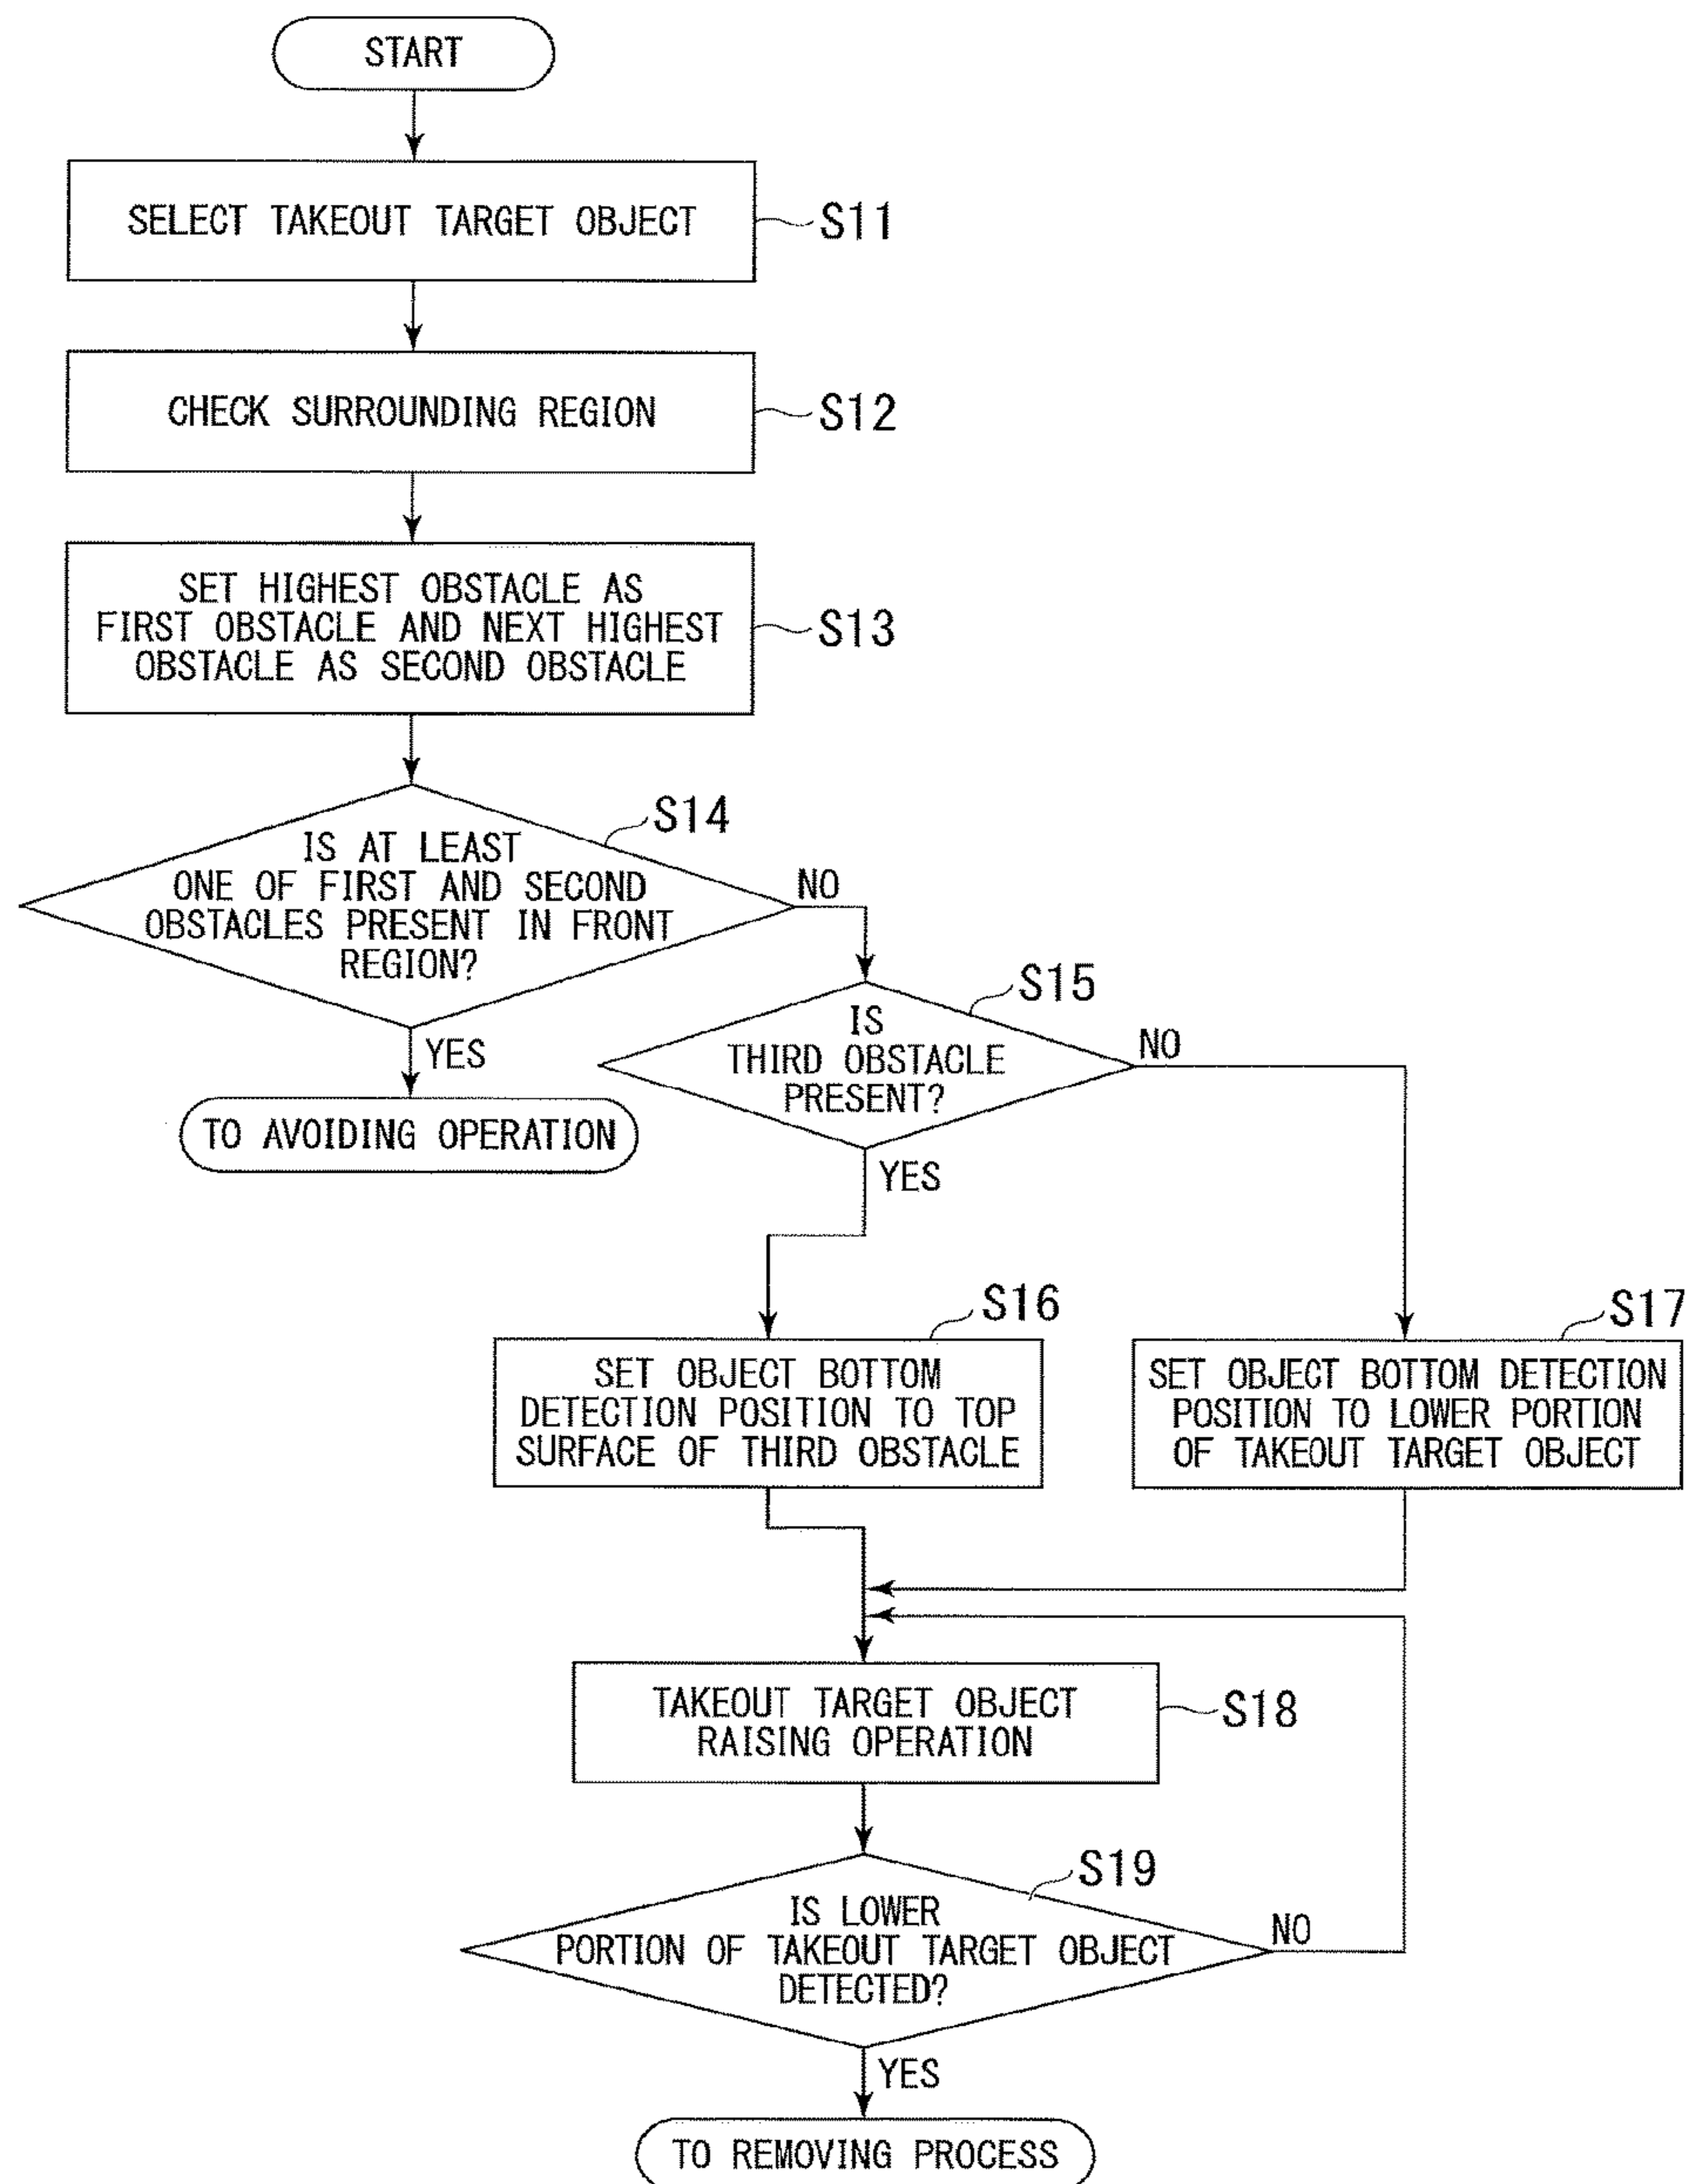 START
SELECT TAKEOUT TARGET OBJECT
S11
CHECK SURROUNDING REGION
S12
SET HIGHEST OBSTACLE AS
FIRST OBSTACLE AND NEXT HIGHEST
OBSTACLE AS SECOND OBSTACLE
S13
S14
IS AT LEAST
ONE OF FIRST AND SECOND
OBSTACLES PRESENT IN FRONT
REGION?
NO
YES
TO AVOIDING OPERATION
S15
IS
THIRD OBSTACLE
PRESENT?
NO
YES
S16
SET OBJECT BOTTOM
DETECTION POSITION TO TOP
SURFACE OF THIRD OBSTACLE
S17
SET OBJECT BOTTOM DETECTION
POSITION TO LOWER PORTION
OF TAKEOUT TARGET OBJECT
TAKEOUT TARGET OBJECT
RAISING OPERATION
S18
S19
IS LOWER
PORTION OF TAKEOUT TARGET OBJECT
DETECTED?
NO
YES
TO REMOVING PROCESS